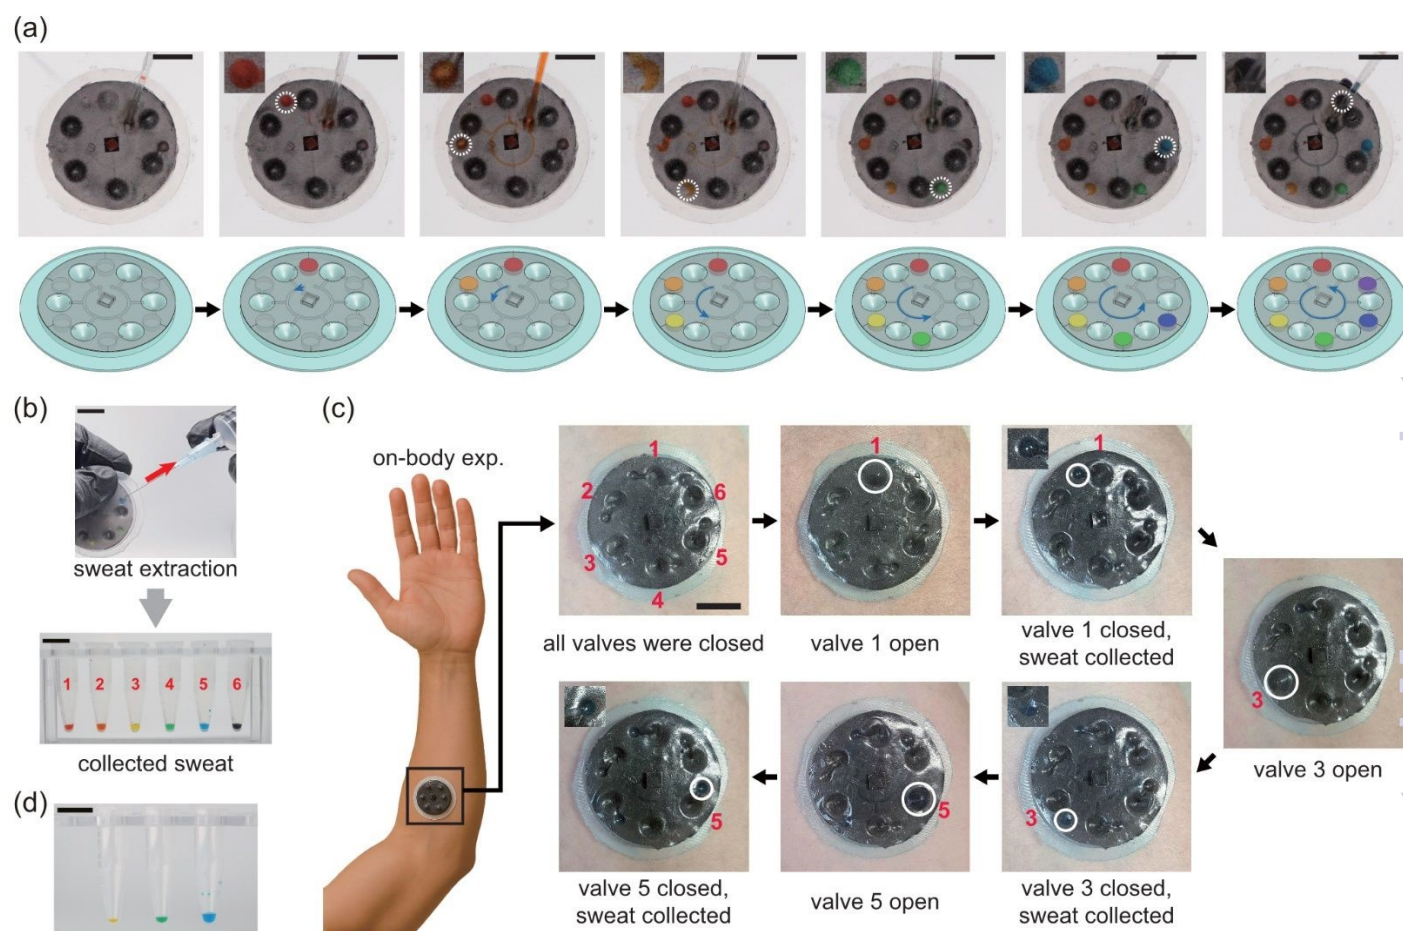 (a)
(b)
sweat extraction
1 2 3 4 5 6
collected sweat
(c)
on-body exp.
1
2
6
3
5
4
all valves were closed
1
valve 1 open
1
valve 1 closed,
sweat collected
3
valve 3 open
3
valve 3 closed,
sweat collected
5
valve 5 open
5
valve 5 closed,
sweat collected
(d)